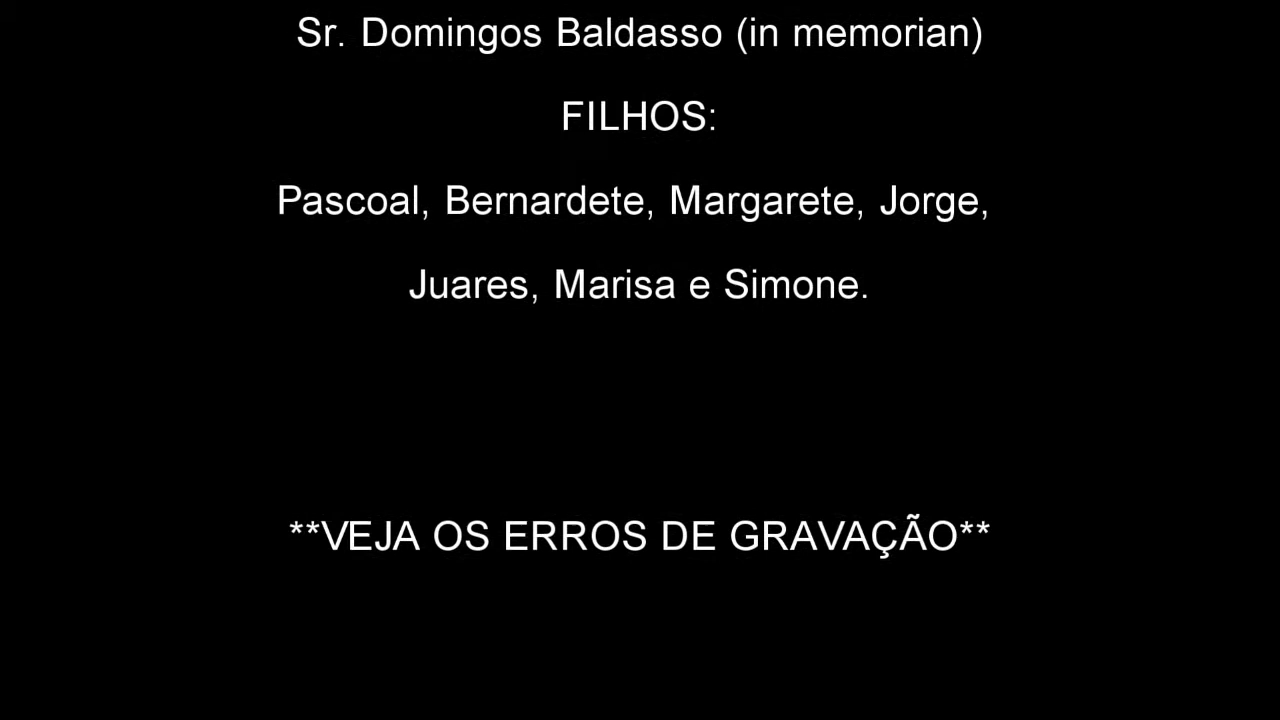 Sr. Domingos Baldasso (in memorian)
FILHOS:
Pascoal, Bernardete, Margarete, Jorge,
Juares, Marisa e Simone.
**VEJA OS ERROS DE GRAVAÇÃO**